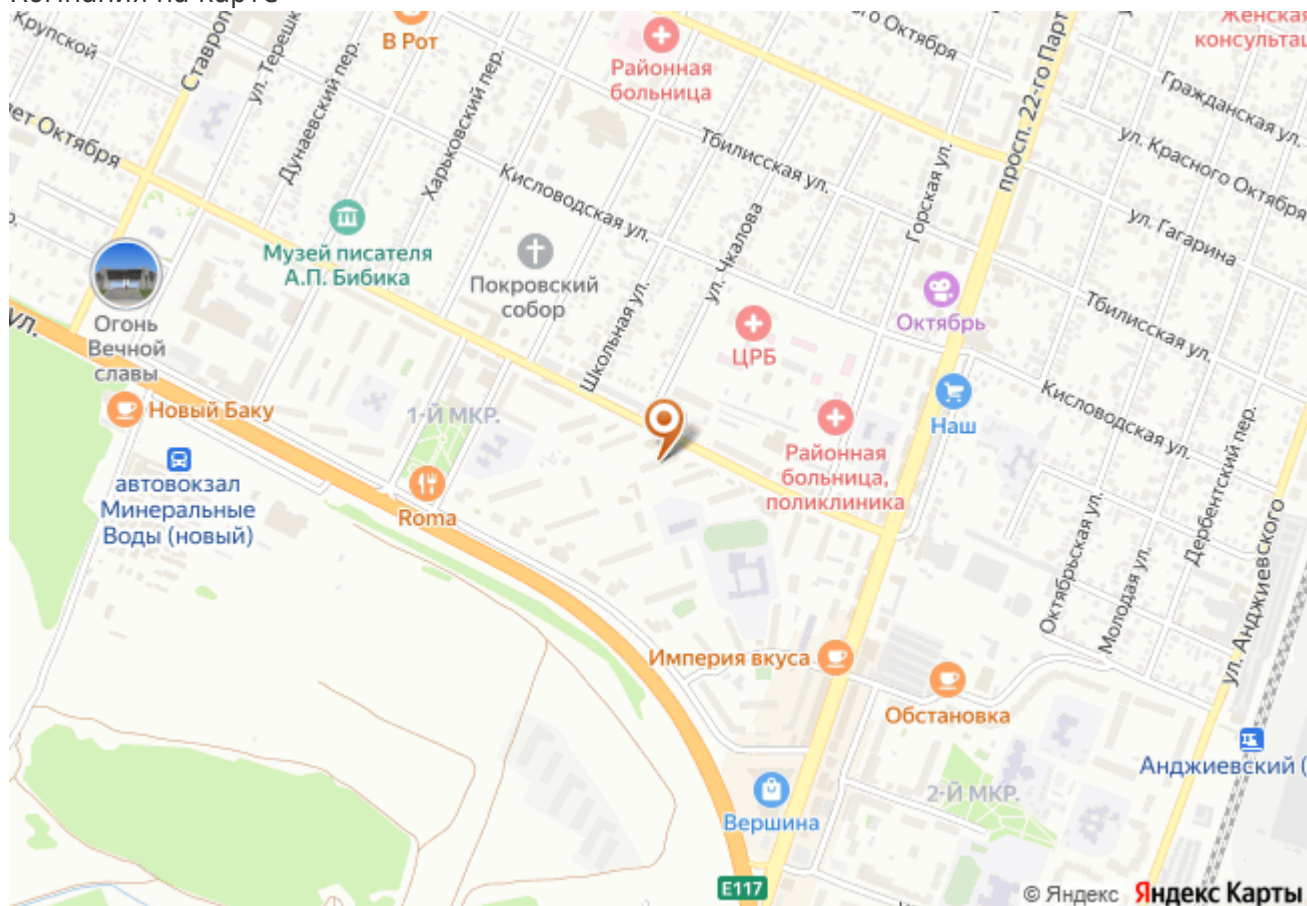 Крупской
Ставроп
ул. Терешк
Дунаевский пер.
В Рот
Харьковский пер.
Районная
больница
го Октября
просп. 22-го Парт
Женская
консультац
Гражданская ул.
ул. Красного Октября
ул. Гагарина
Тбилисская ул.
лет Октября
Кисловодская ул.
Горская ул.
ул. Чкалова
Музей писателя
А.П. Бибика
Покровский
собор
Школьная ул.
Октябрь
Тбилисская ул.
ул.
Огонь
Вечной
славы
ЦРБ
Новый Баку
1-Й МКР.
Наш
Кисловодская ул.
Районная
больница,
поликлиника
автовокзал
Минеральные
Воды (новый)
Roma
Дербентский пер.
Октябрьская ул.
Молодая ул.
ул. Анджиевского
Империя вкуса
Обстановка
Анджиевский (
2-Й МКР.
Вершина
E117
© Яндекс Яндекс Карты